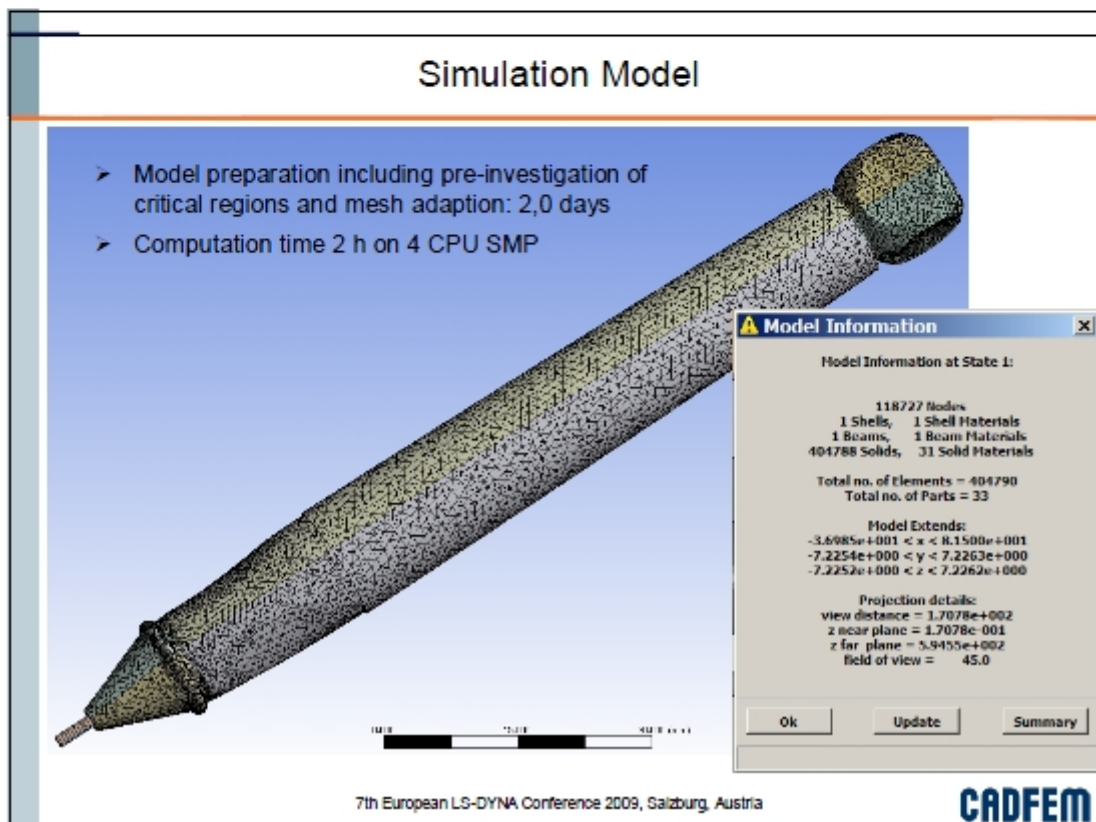 Simulation Model
➢ Model preparation including pre-investigation of
critical regions and mesh adaption: 2,0 days
➢ Computation time 2 h on 4 CPU SMP
Model Information
Model Information at State 1:
118727 Nodes
1 Shells, 1 Shell Materials
1 Beams, 1 Beam Materials
404788 Solids, 31 Solid Materials
Total no. of Elements = 404790
Total no. of Parts = 33
Model Extends:
-3.6985e+001 < x < 8.1500e+001
-7.2254e+000 < y < 7.2263e+000
-7.2252e+000 < z < 7.2262e+000
Projection details:
view distance = 1.7078e+002
z near plane = 1.7078e-001
z far plane = 5.9455e+002
field of view = 45.0
Ok Update Summary
7th European LS-DYNA Conference 2009, Salzburg, Austria
CADFEM